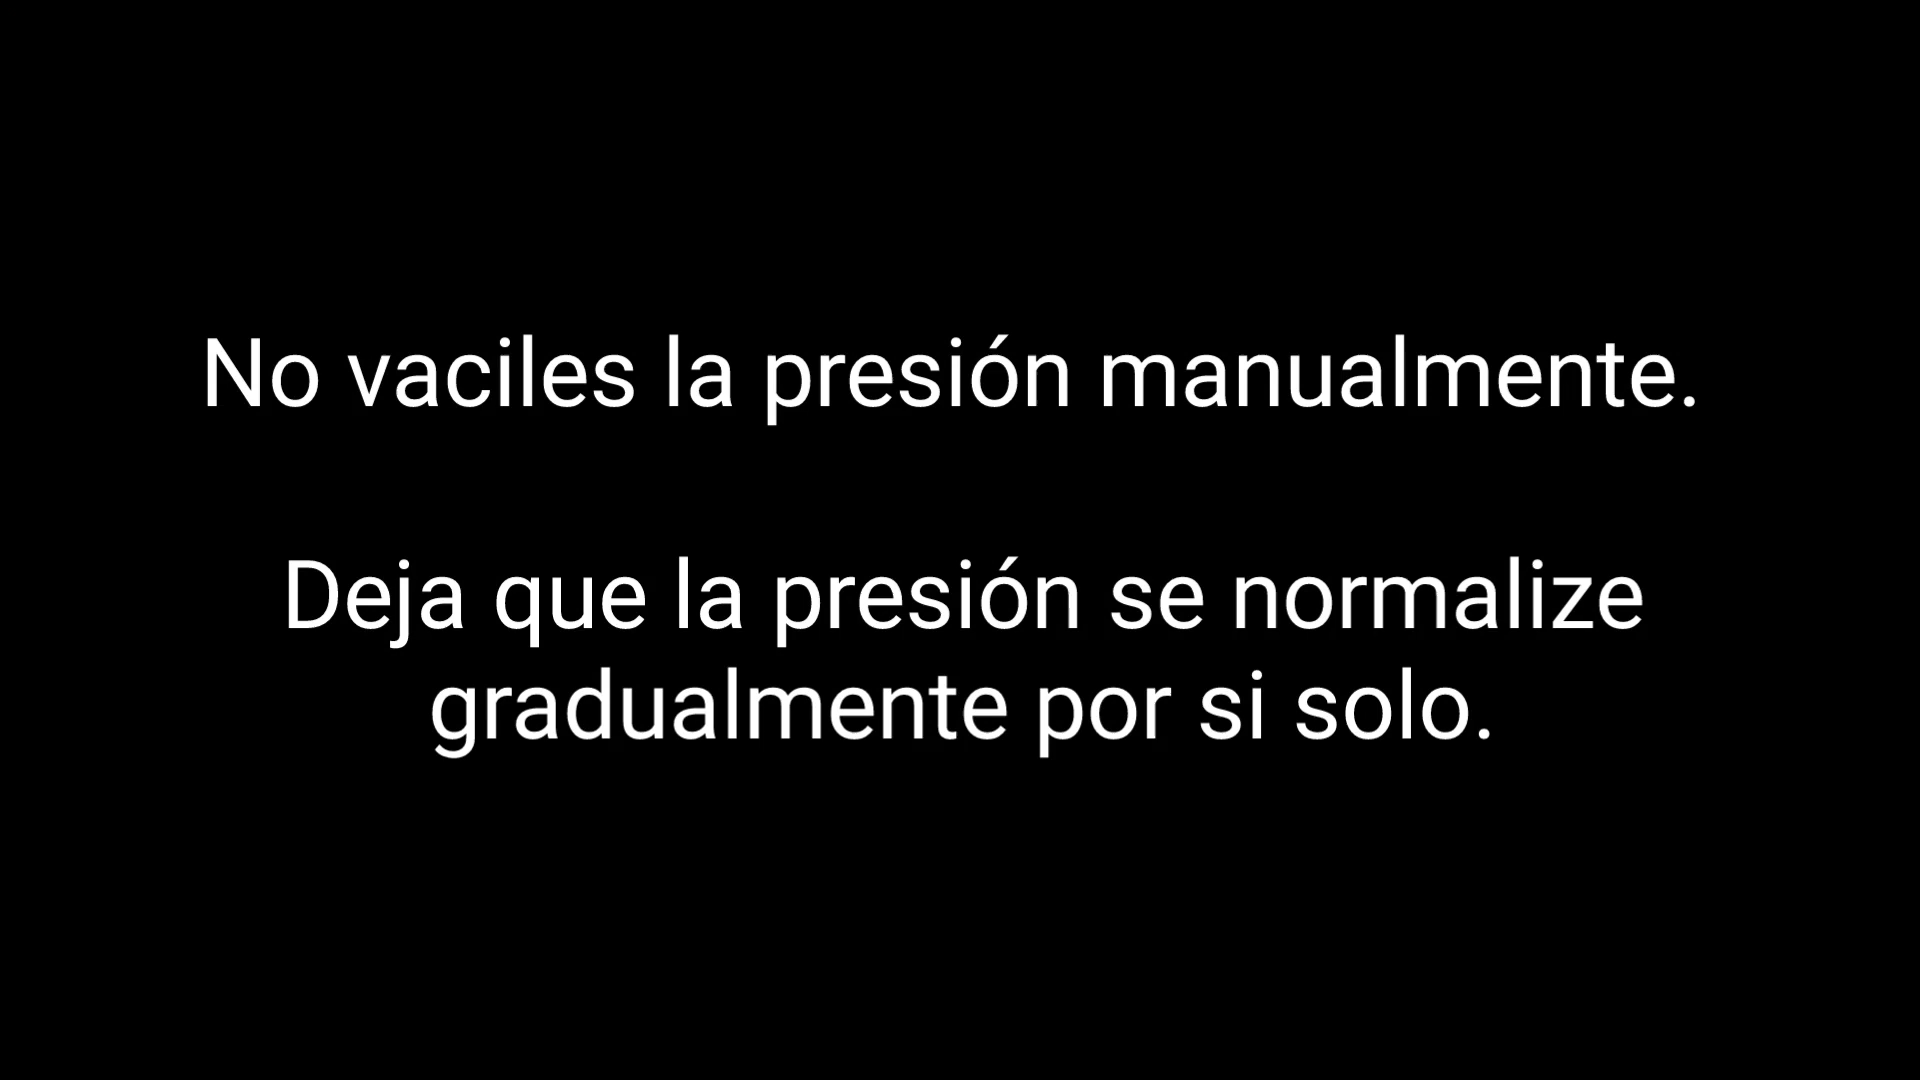 No vaciles la presión manualmente.
Deja que la presión se normalize
gradualmente por si solo.